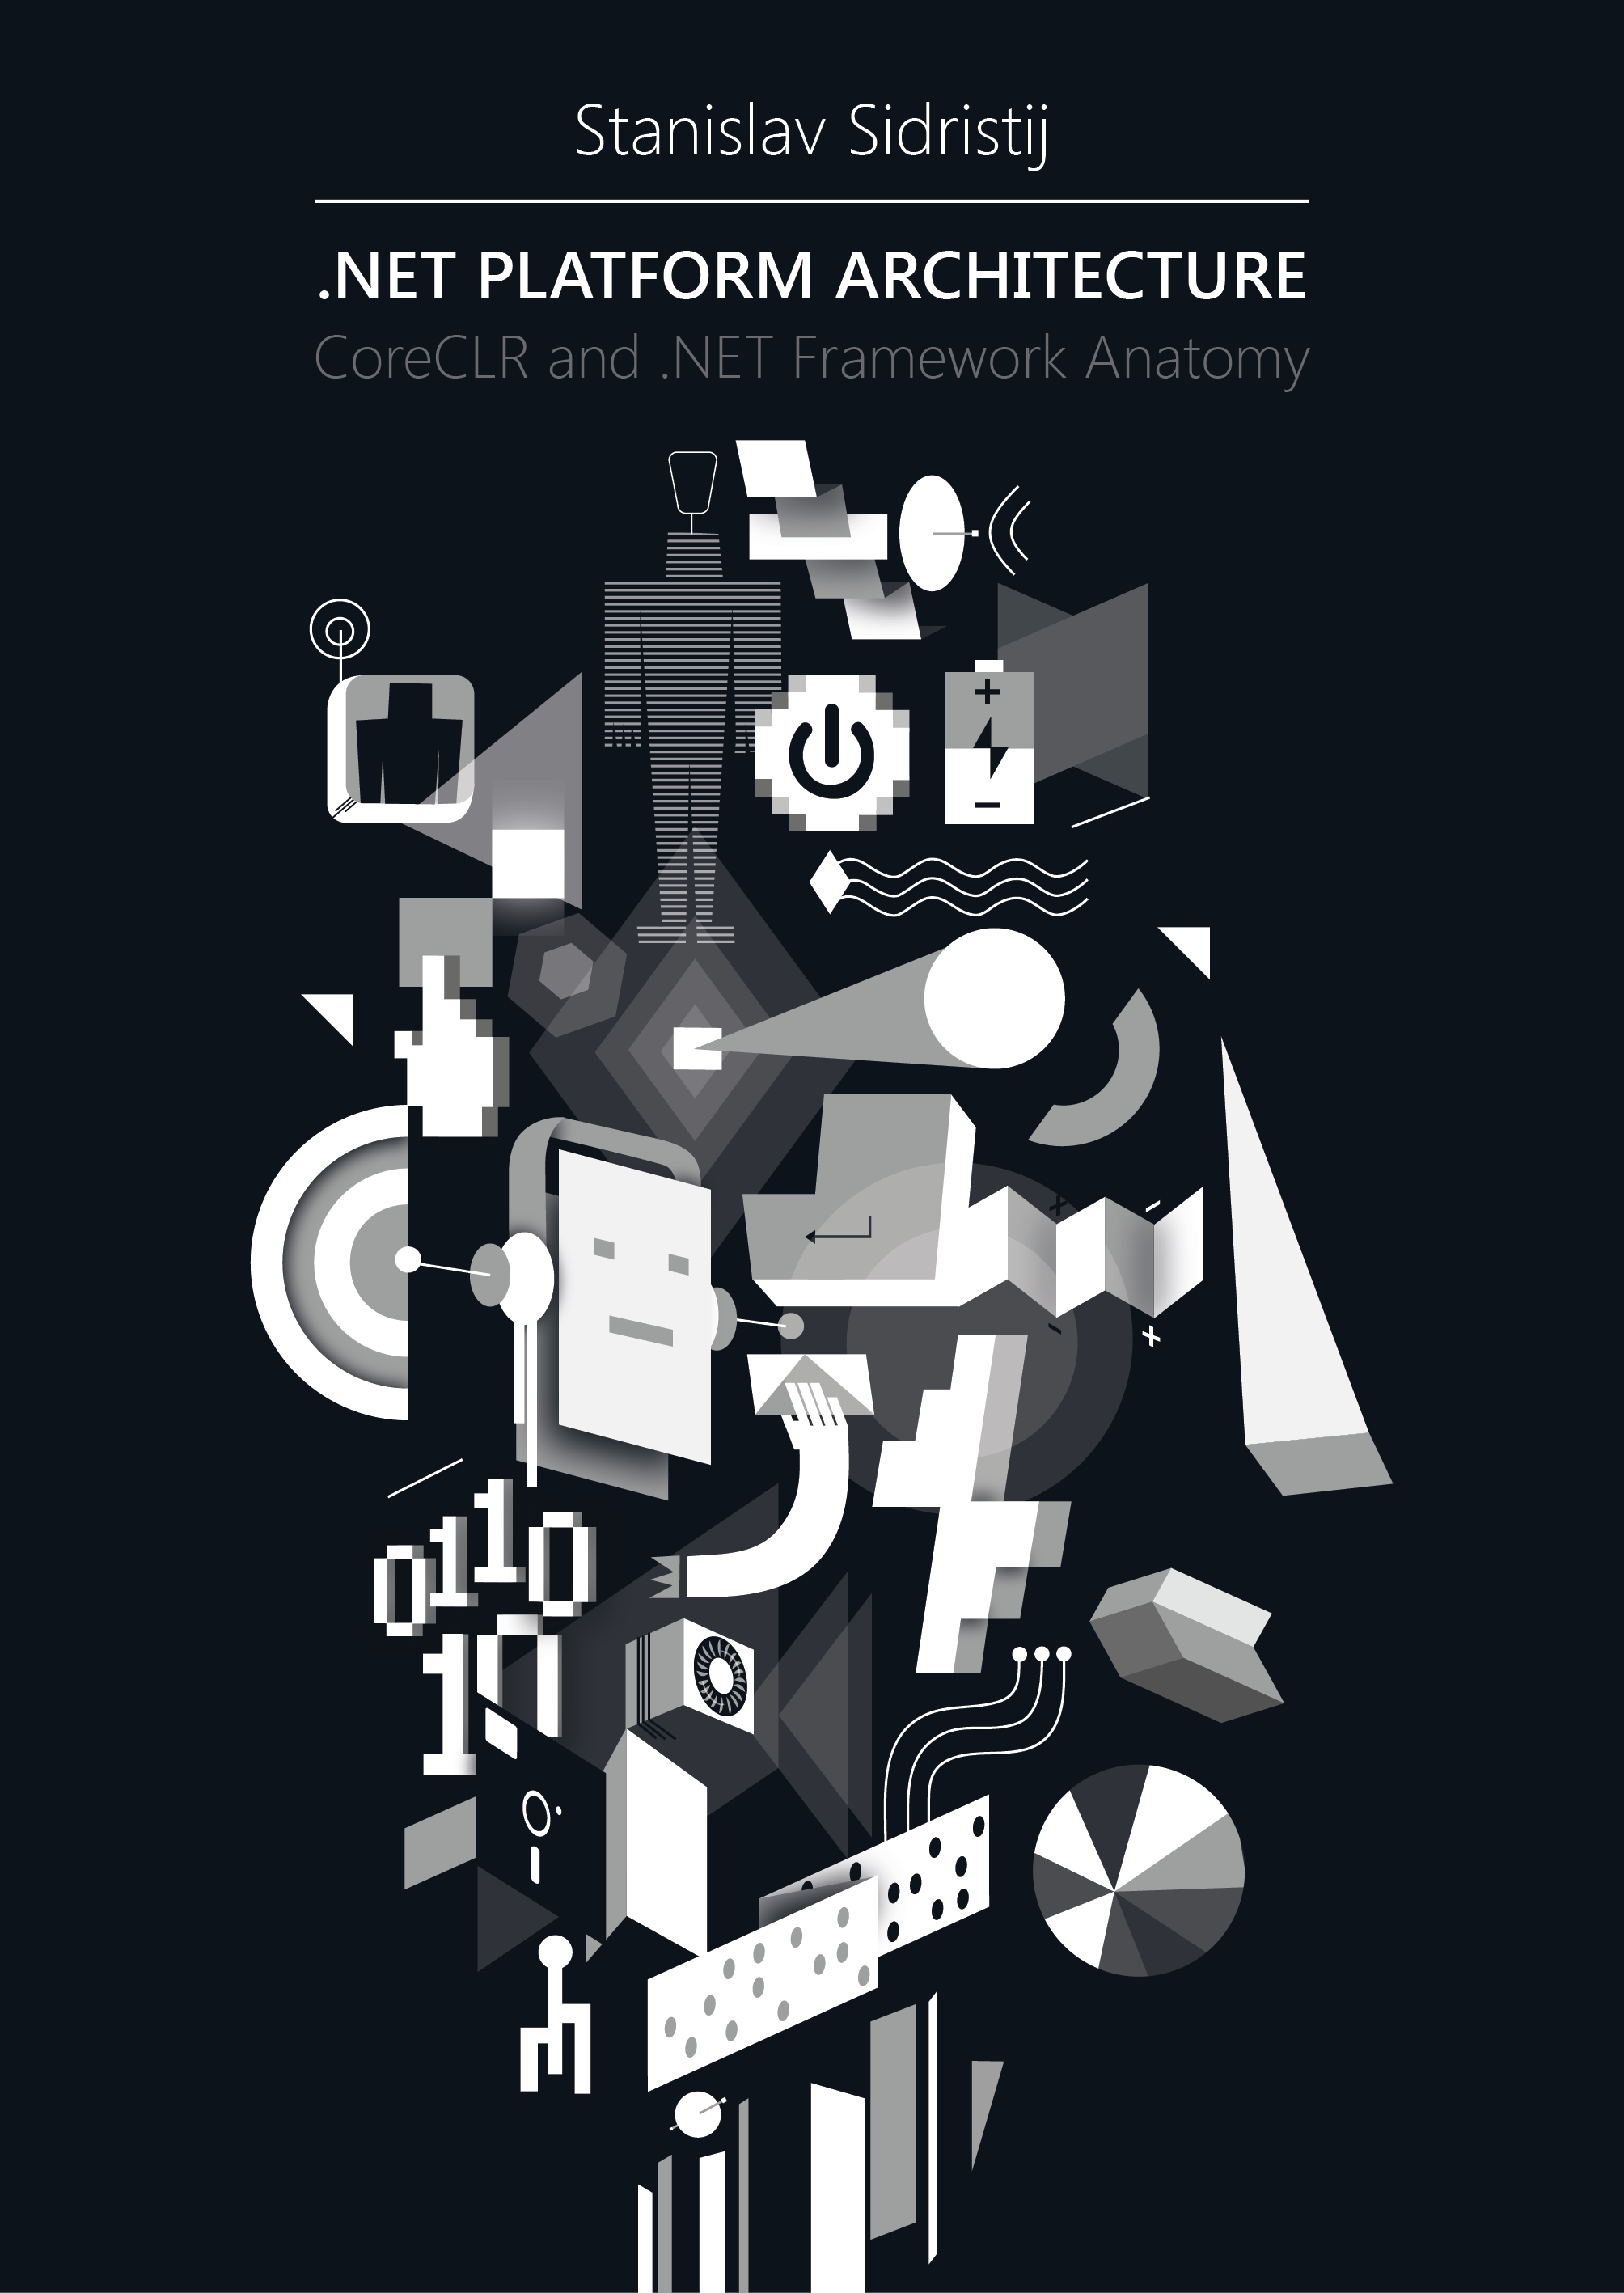 Stanislav Sidristij
.NET PLATFORM ARCHITECTURE
CoreCLR and .NET Framework Anatomy
+
–
+ –
– +
0110
10